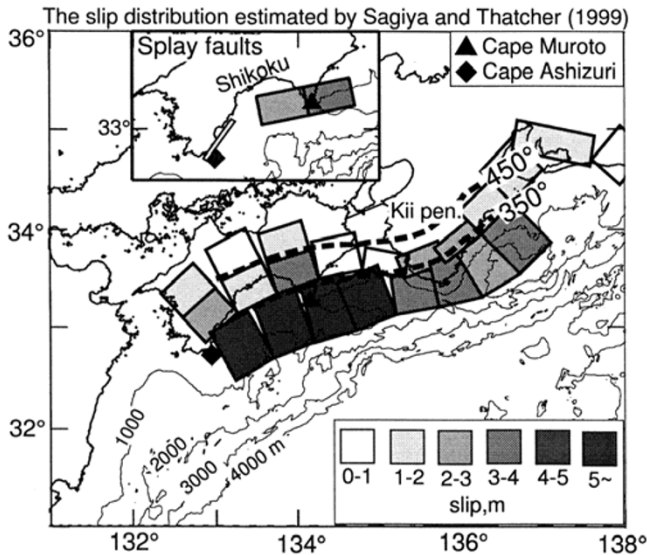 The slip distribution estimated by Sagiya and Thatcher (1999)
36°
Splay faults
▲ Cape Muroto
◆ Cape Ashizuri
Shikoku
33°
450°
350°
Kii pen.
34°
32°
1000
2000
3000
4000 m
0-1 1-2 2-3 3-4 4-5 5~
slip,m
132° 134° 136° 138°